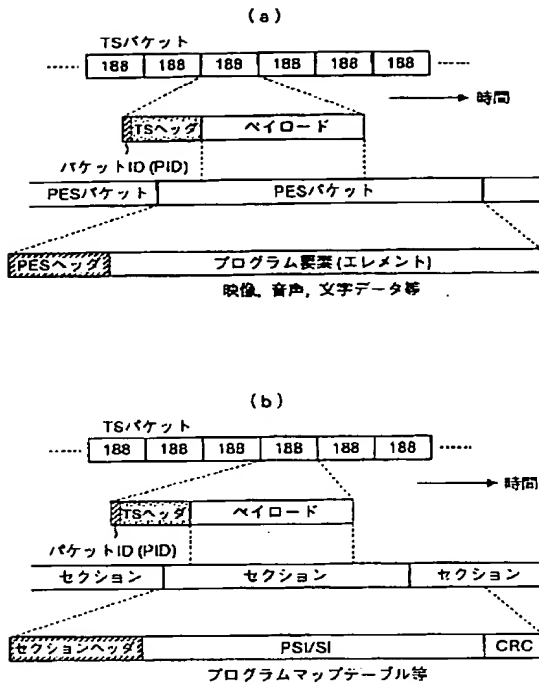 (a)
TSパケット
188 188 188 188 188 188
時間
TSヘッダ ペイロード
パケットID (PID)
PESパケット PESパケット
PESヘッダ プログラム要素(エレメント)
映像, 音声, 文字データ等
(b)
TSパケット
188 188 188 188 188 188
時間
TSヘッダ ペイロード
パケットID (PID)
セクション セクション セクション
セクションヘッダ PSI/SI CRC
プログラムマップテーブル等